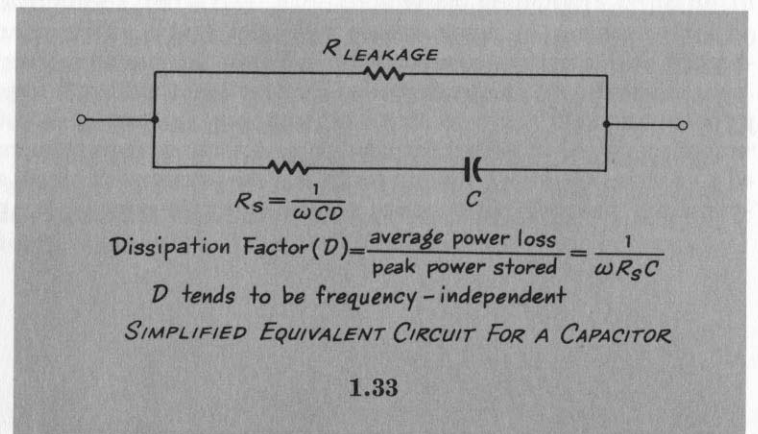 R LEAKAGE
Rs = 1/ωCD
C
Dissipation Factor (D) = average power loss / peak power stored = 1/ωRsC
D tends to be frequency-independent
SIMPLIFIED EQUIVALENT CIRCUIT FOR A CAPACITOR
1.33